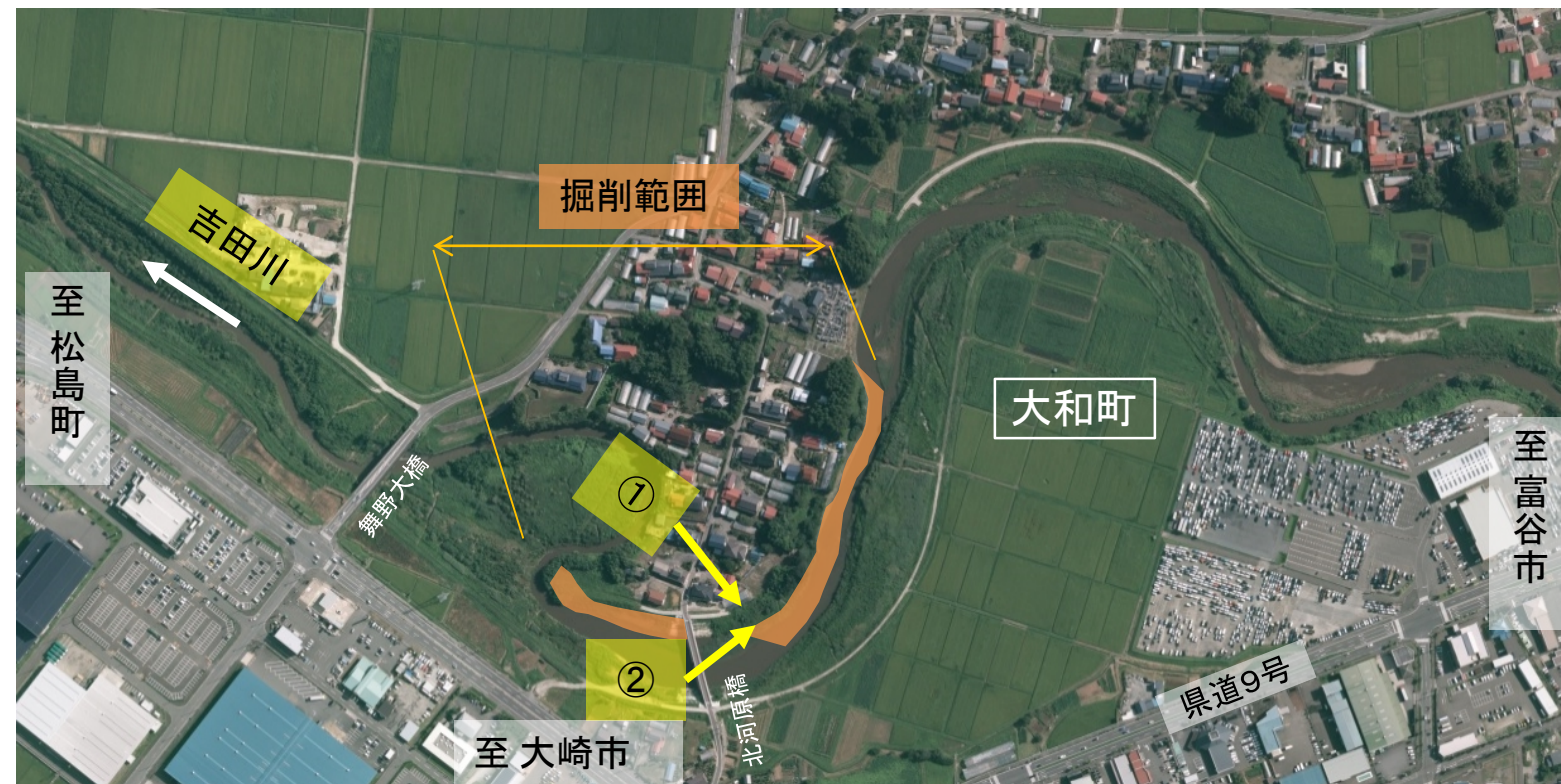 掘削範囲
吉田川
至 松島町
大和町
至 富谷市
舞野大橋
①
②
北河原橋
県道9号
至 大崎市